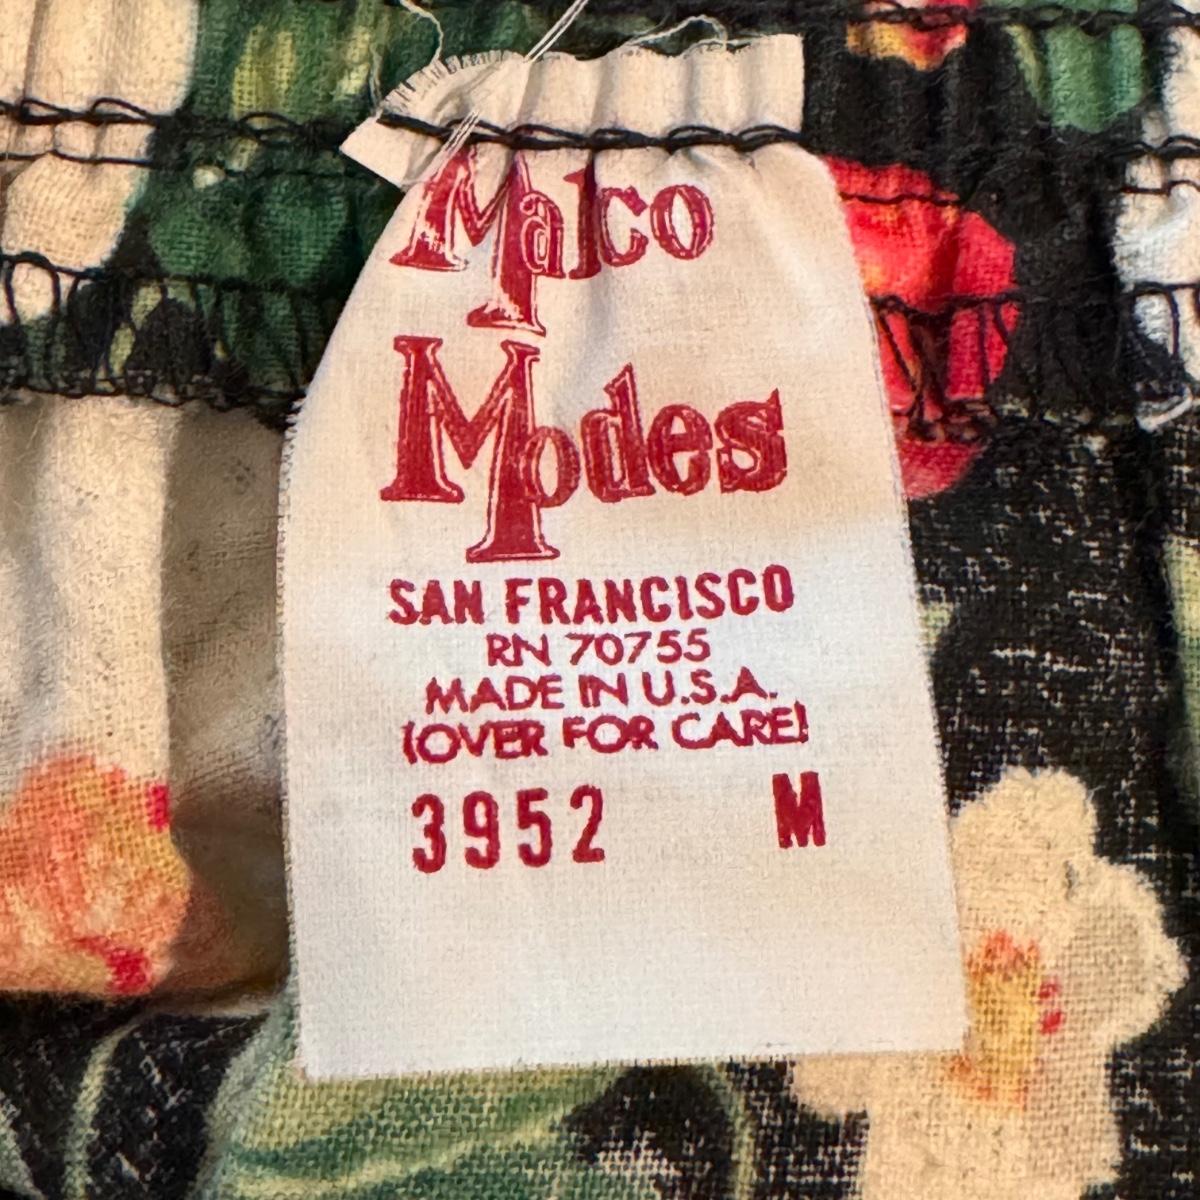 Malco
Modes
SAN FRANCISCO
RN 70755
MADE IN U.S.A.
(OVER FOR CARE)
3952 M